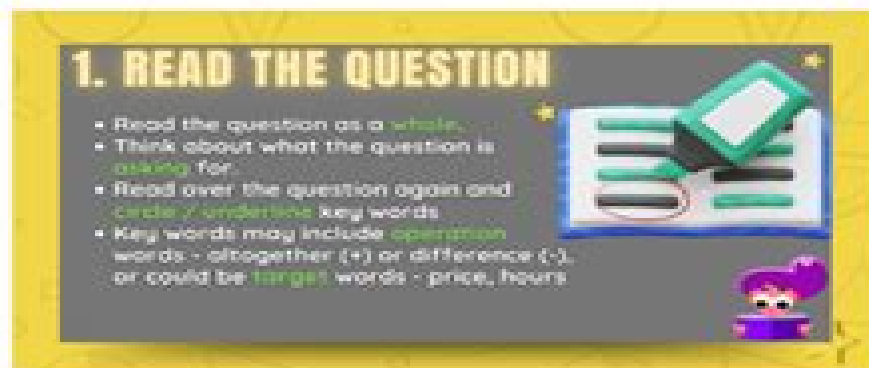 1. READ THE QUESTION
• Read the question as a whole.
• Think about what the question is
asking for.
• Read over the question again and
circle / underline key words
• Key words may include operation
words - altogether (+) or difference (-),
or could be target words - price, hours